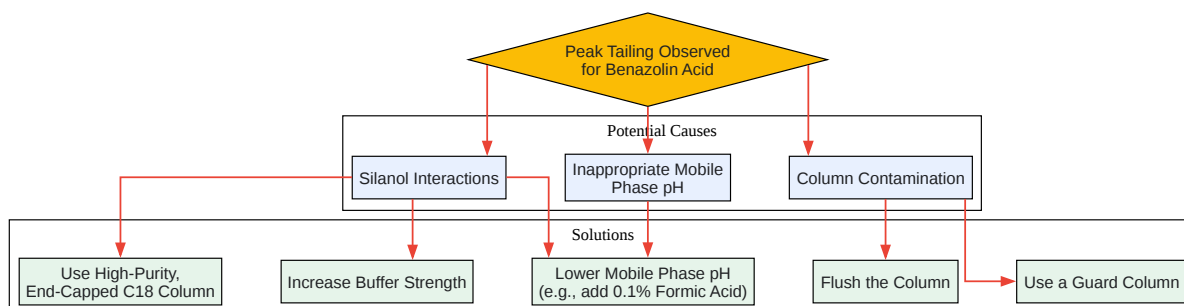 Peak Tailing Observed
for Benazolin Acid
Potential Causes
Silanol Interactions
Inappropriate Mobile
Phase pH
Column Contamination
Solutions
Use High-Purity,
End-Capped C18 Column
Increase Buffer Strength
Lower Mobile Phase pH
(e.g., add 0.1% Formic Acid)
Flush the Column
Use a Guard Column